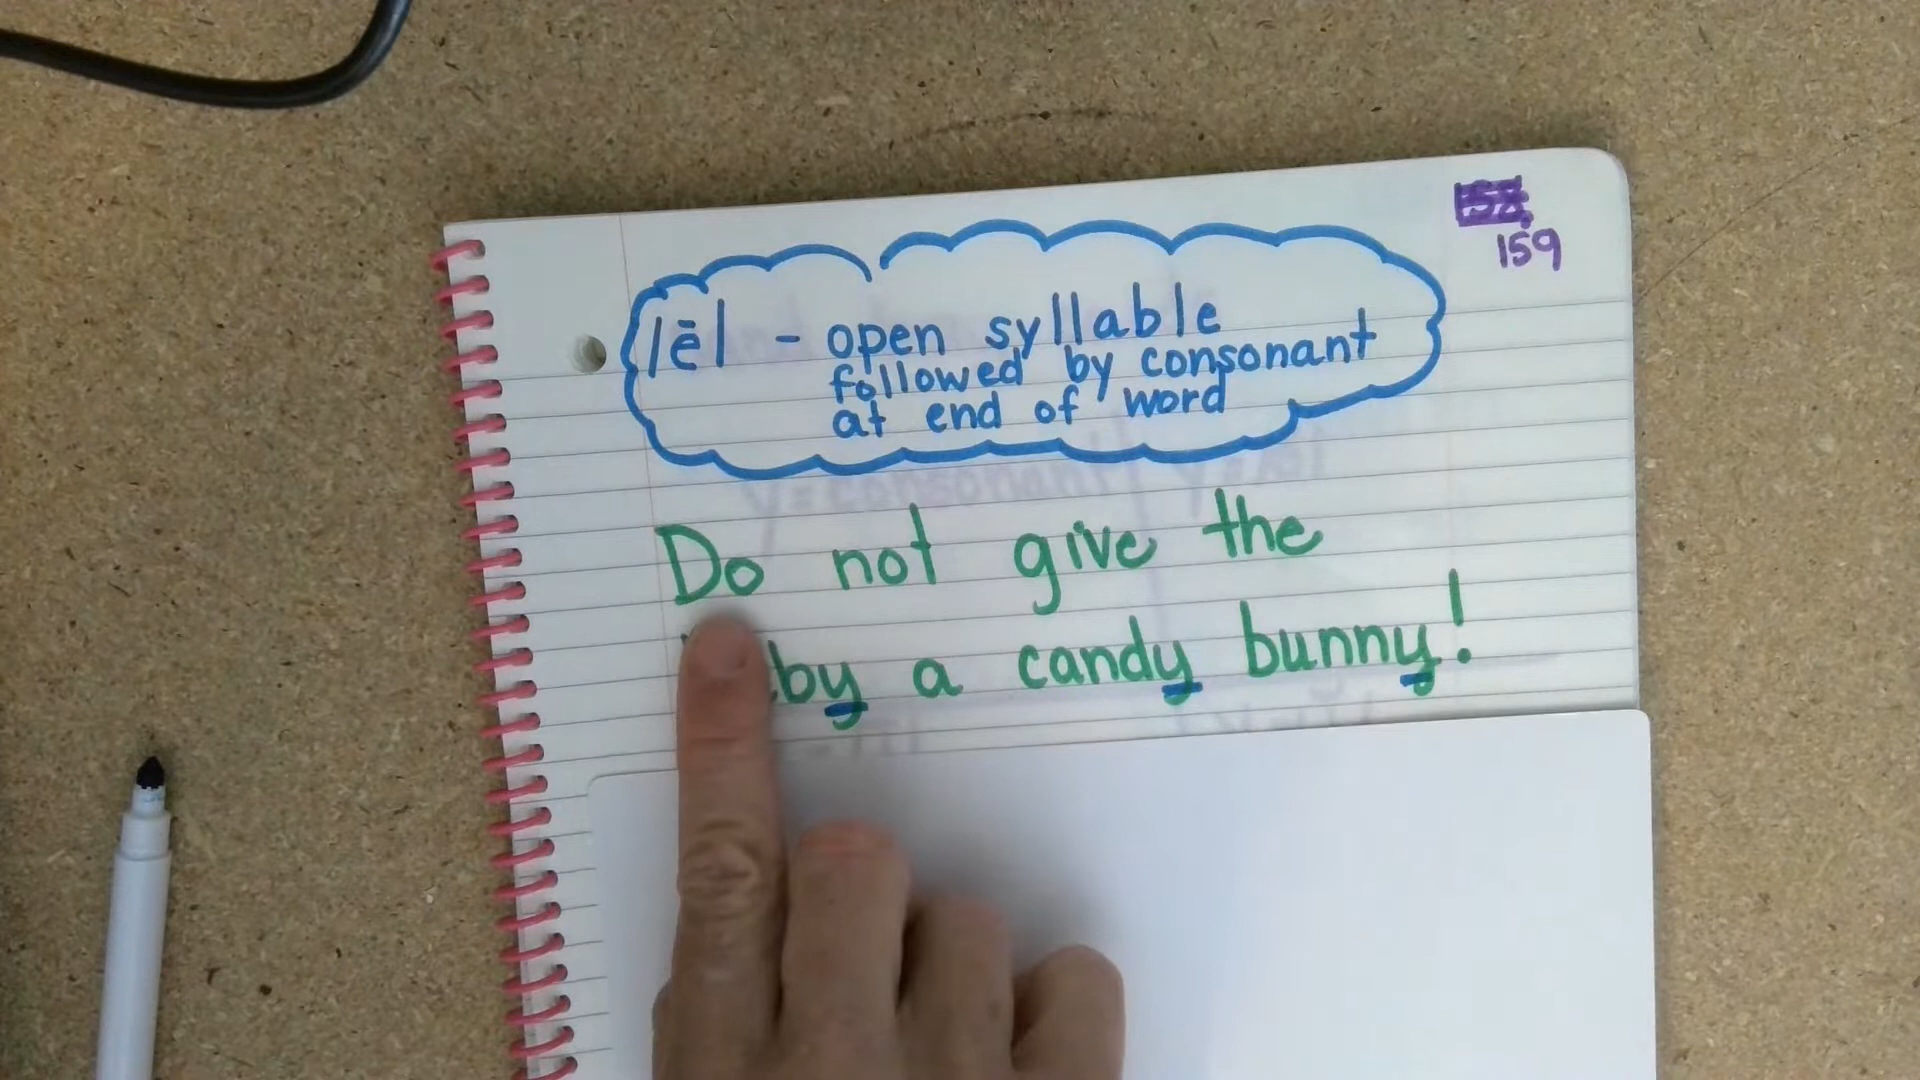 159
/ē/ - open syllable
followed by consonant
at end of word
Do not give the
by a candy bunny!